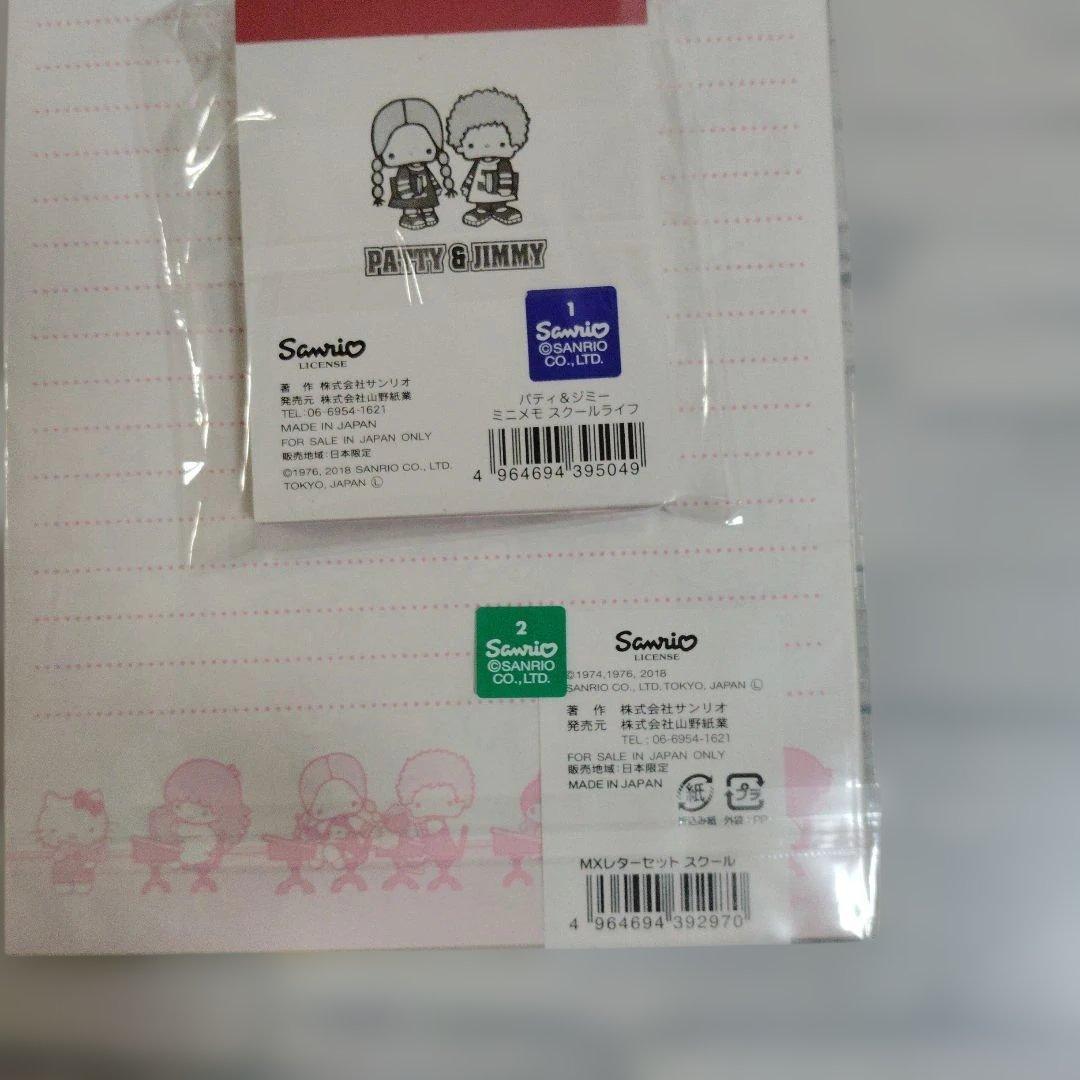 PATTY & JIMMY
Sanrio
LICENSE
著 作 株式会社サンリオ
発売元 株式会社山野紙業
TEL:06-6954-1621
MADE IN JAPAN
FOR SALE IN JAPAN ONLY
販売地域:日本限定
©1976, 2018 SANRIO CO., LTD.
TOKYO, JAPAN Ⓛ
1
Sanrio
©SANRIO
CO., LTD.
パティ&ジミー
ミニメモ スクールライフ
4 964694 395049
2
Sanrio
©SANRIO
CO., LTD.
Sanrio
LICENSE
©1974,1976, 2018
SANRIO CO., LTD. TOKYO, JAPAN Ⓛ
著 作 株式会社サンリオ
発売元 株式会社山野紙業
TEL : 06-6954-1621
FOR SALE IN JAPAN ONLY
販売地域:日本限定
MADE IN JAPAN
紙 プラ
折込み紙 外袋:PP
MXレターセット スクール
4 964694 392970